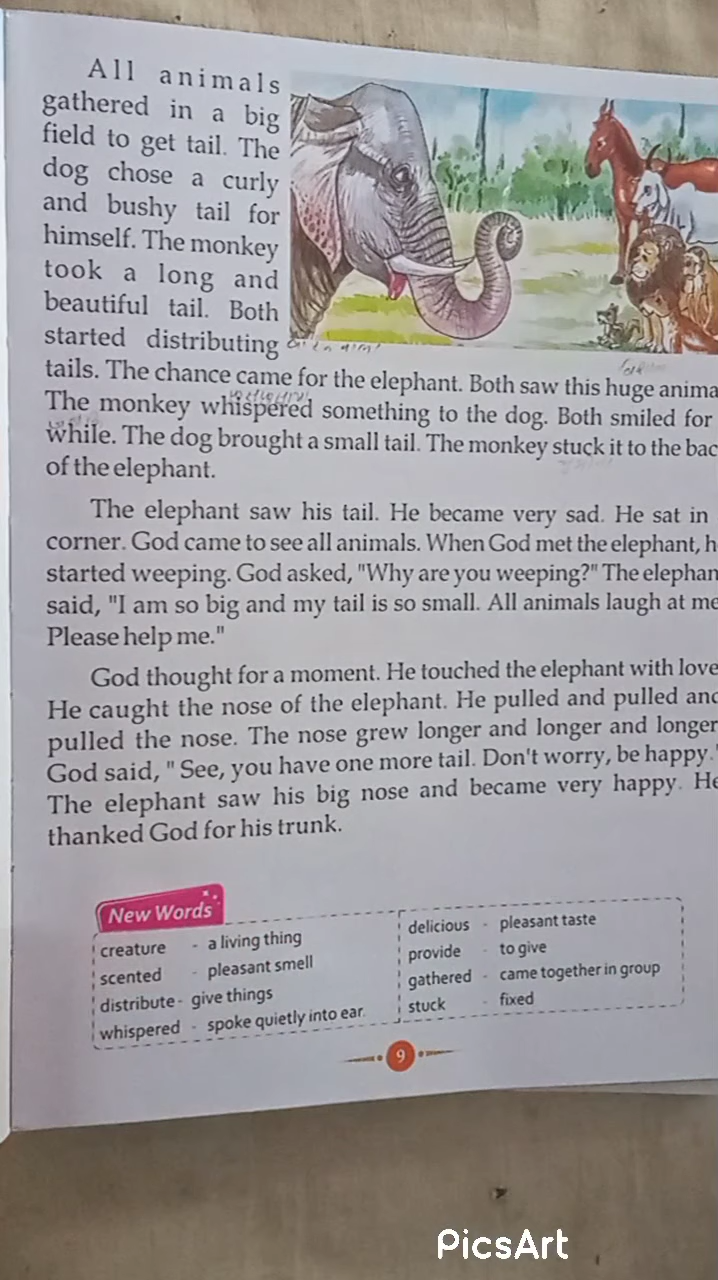 All animals
gathered in a big
field to get tail. The
dog chose a curly
and bushy tail for
himself. The monkey
took a long and
beautiful tail. Both
started distributing
tails. The chance came for the elephant. Both saw this huge anima
The monkey whispered something to the dog. Both smiled for
while. The dog brought a small tail. The monkey stuck it to the bac
of the elephant.
The elephant saw his tail. He became very sad. He sat in
corner. God came to see all animals. When God met the elephant, h
started weeping. God asked, "Why are you weeping?" The elephan
said, "I am so big and my tail is so small. All animals laugh at me
Please help me."
God thought for a moment. He touched the elephant with love
He caught the nose of the elephant. He pulled and pulled and
pulled the nose. The nose grew longer and longer and longer
God said, " See, you have one more tail. Don't worry, be happy."
The elephant saw his big nose and became very happy. He
thanked God for his trunk.
New Words
creature - a living thing
scented - pleasant smell
distribute - give things
whispered - spoke quietly into ear.
delicious - pleasant taste
provide - to give
gathered - came together in group
stuck - fixed
9
PicsArt